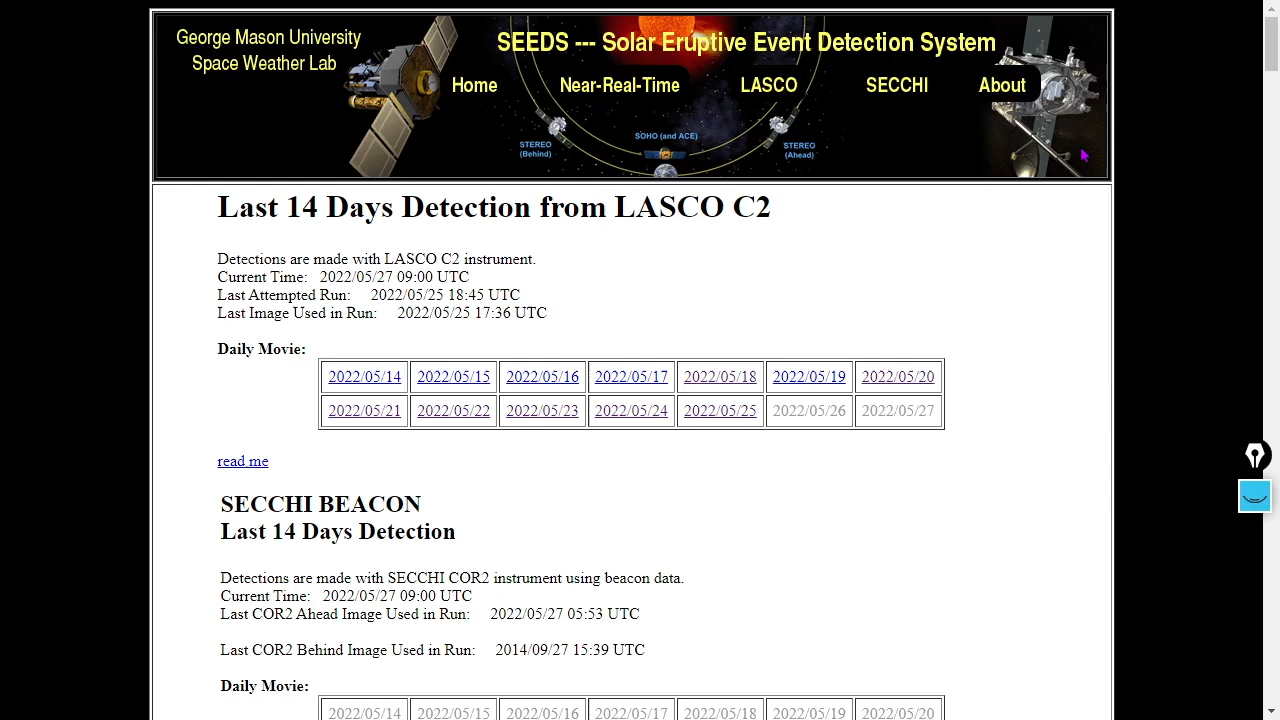 George Mason University
Space Weather Lab
SEEDS --- Solar Eruptive Event Detection System
Home Near-Real-Time LASCO SECCHI About
SOHO (and ACE)
STEREO
(Behind)
STEREO
(Ahead)
Last 14 Days Detection from LASCO C2
Detections are made with LASCO C2 instrument.
Current Time: 2022/05/27 09:00 UTC
Last Attempted Run: 2022/05/25 18:45 UTC
Last Image Used in Run: 2022/05/25 17:36 UTC
Daily Movie:
2022/05/14 2022/05/15 2022/05/16 2022/05/17 2022/05/18 2022/05/19 2022/05/20
2022/05/21 2022/05/22 2022/05/23 2022/05/24 2022/05/25 2022/05/26 2022/05/27
read me
SECCHI BEACON
Last 14 Days Detection
Detections are made with SECCHI COR2 instrument using beacon data.
Current Time: 2022/05/27 09:00 UTC
Last COR2 Ahead Image Used in Run: 2022/05/27 05:53 UTC
Last COR2 Behind Image Used in Run: 2014/09/27 15:39 UTC
Daily Movie:
2022/05/14 2022/05/15 2022/05/16 2022/05/17 2022/05/18 2022/05/19 2022/05/20